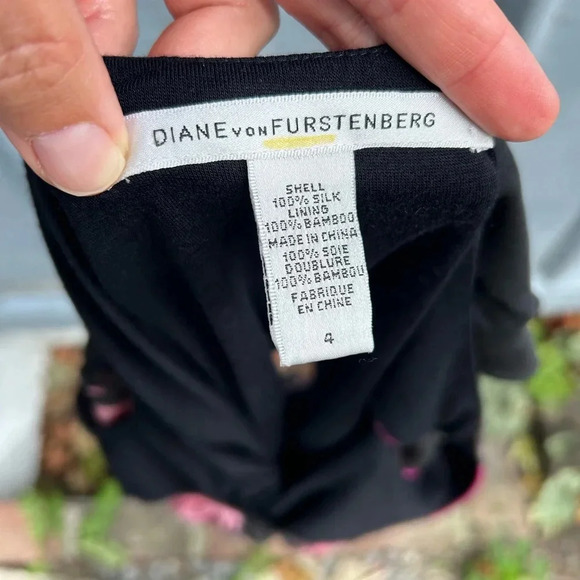 DIANE VON FURSTENBERG
SHELL
100% SILK
LINING
100% BAMBOO
MADE IN CHINA
100% SOIE
DOUBLURE
100% BAMBOU
FABRIQUE
EN CHINE
4